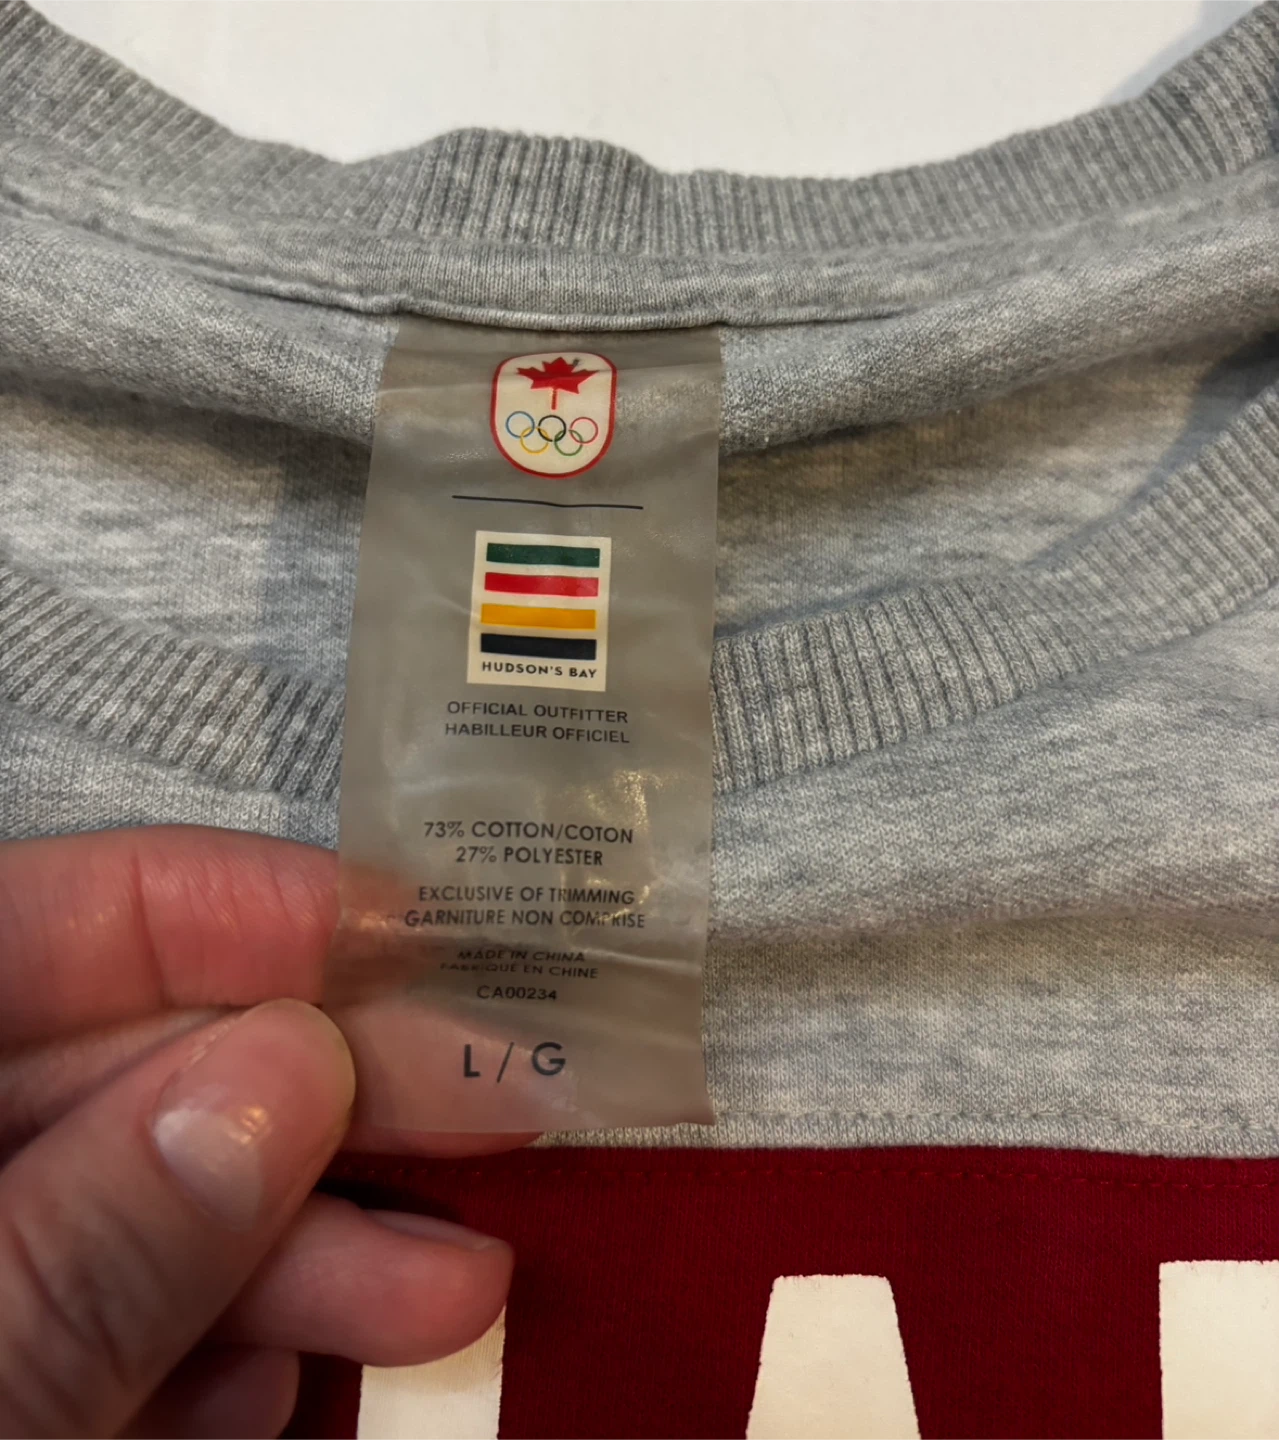 HUDSON'S BAY
OFFICIAL OUTFITTER
HABILLEUR OFFICIEL
73% COTTON/COTON
27% POLYESTER
EXCLUSIVE OF TRIMMING
GARNITURE NON COMPRISE
MADE IN CHINA
FABRIQUÉ EN CHINE
CA00234
L / G